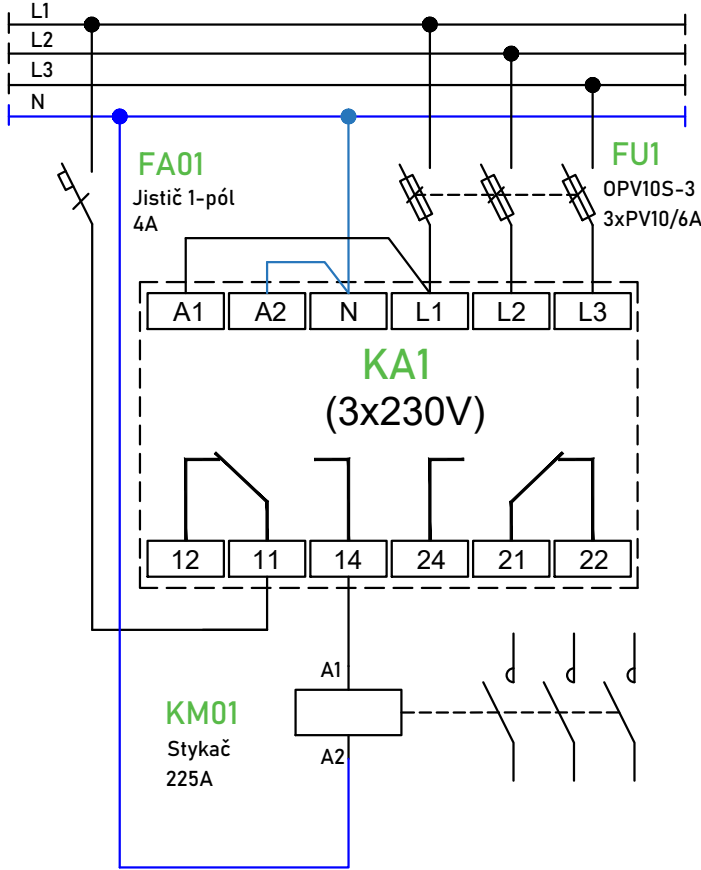 L1
L2
L3
N
FA01
Jistič 1-pól
4A
FU1
OPV10S-3
3xPV10/6A
A1
A2
N
L1
L2
L3
KA1
(3x230V)
12
11
14
24
21
22
A1
KM01
Stykač
225A
A2